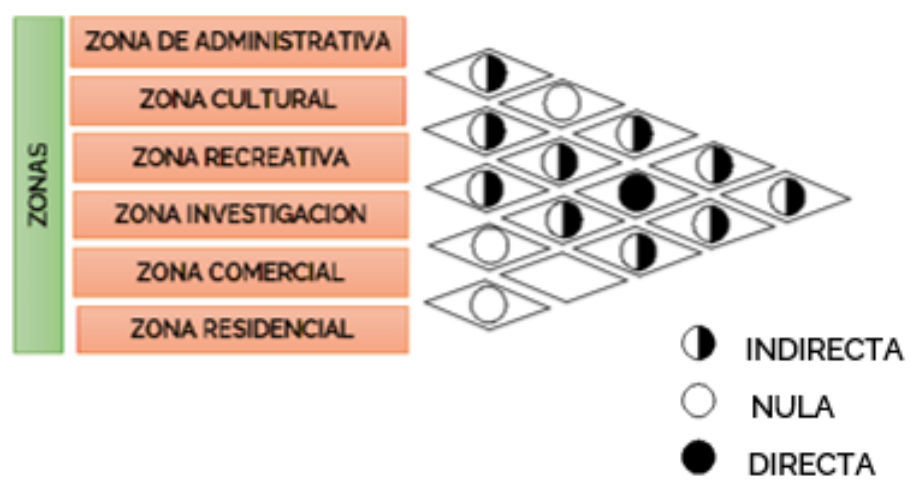 ZONAS
ZONA DE ADMINISTRATIVA
ZONA CULTURAL
ZONA RECREATIVA
ZONA INVESTIGACION
ZONA COMERCIAL
ZONA RESIDENCIAL
INDIRECTA
NULA
DIRECTA